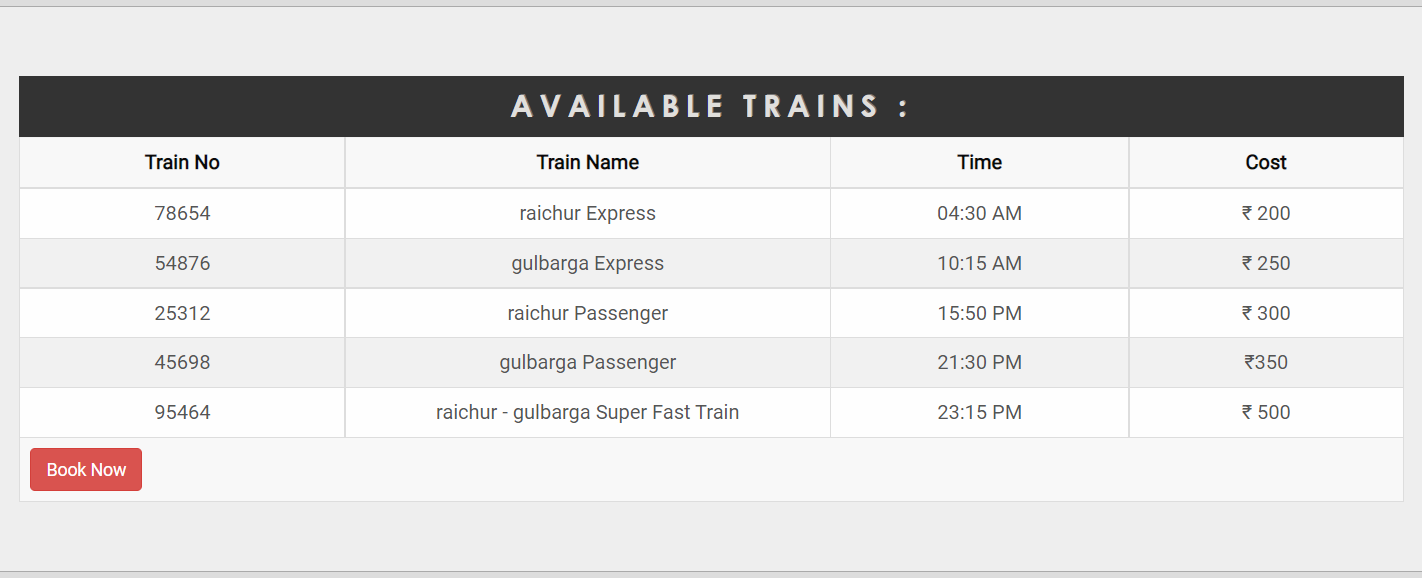 AVAILABLE TRAINS :
Train No Train Name Time Cost
78654 raichur Express 04:30 AM ₹ 200
54876 gulbarga Express 10:15 AM ₹ 250
25312 raichur Passenger 15:50 PM ₹ 300
45698 gulbarga Passenger 21:30 PM ₹350
95464 raichur - gulbarga Super Fast Train 23:15 PM ₹ 500
Book Now